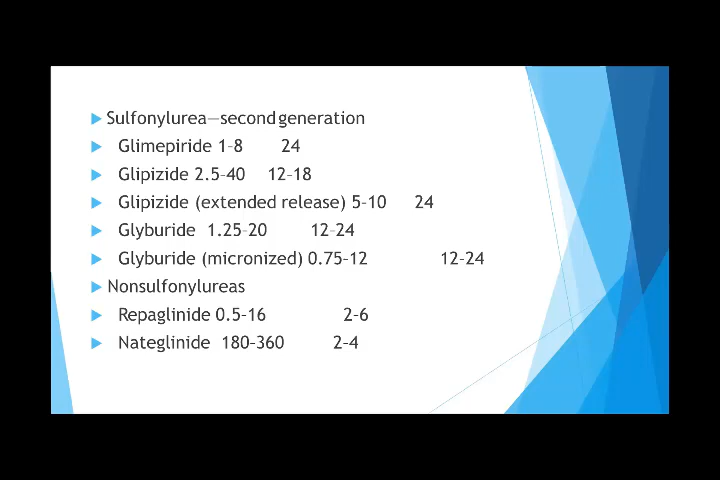 Sulfonylurea—second generation
Glimepiride 1–8 24
Glipizide 2.5–40 12–18
Glipizide (extended release) 5–10 24
Glyburide 1.25–20 12–24
Glyburide (micronized) 0.75–12 12–24
Nonsulfonylureas
Repaglinide 0.5–16 2–6
Nateglinide 180–360 2–4